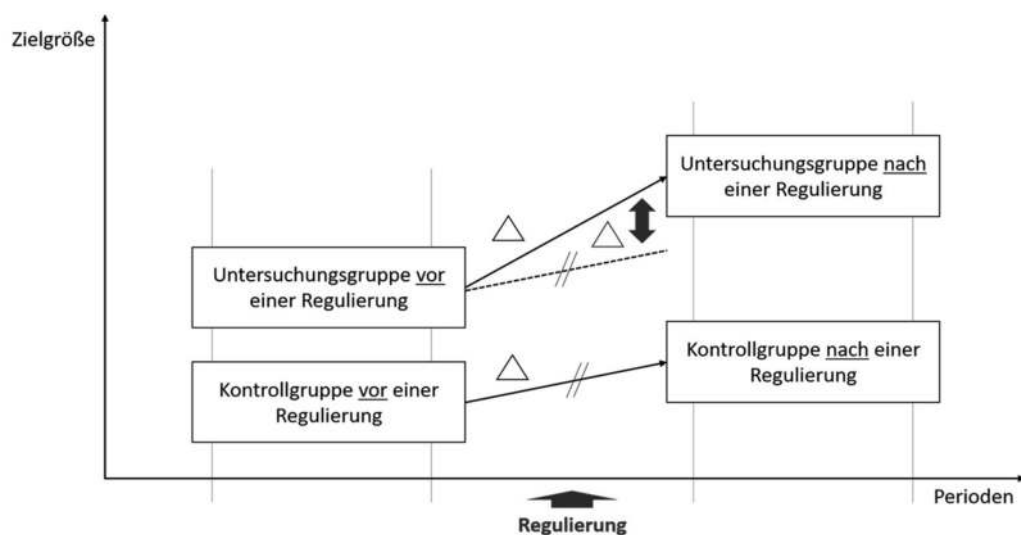 Zielgröße
Untersuchungsgruppe nach
einer Regulierung
Untersuchungsgruppe vor
einer Regulierung
Kontrollgruppe nach einer
Regulierung
Kontrollgruppe vor einer
Regulierung
Perioden
Regulierung